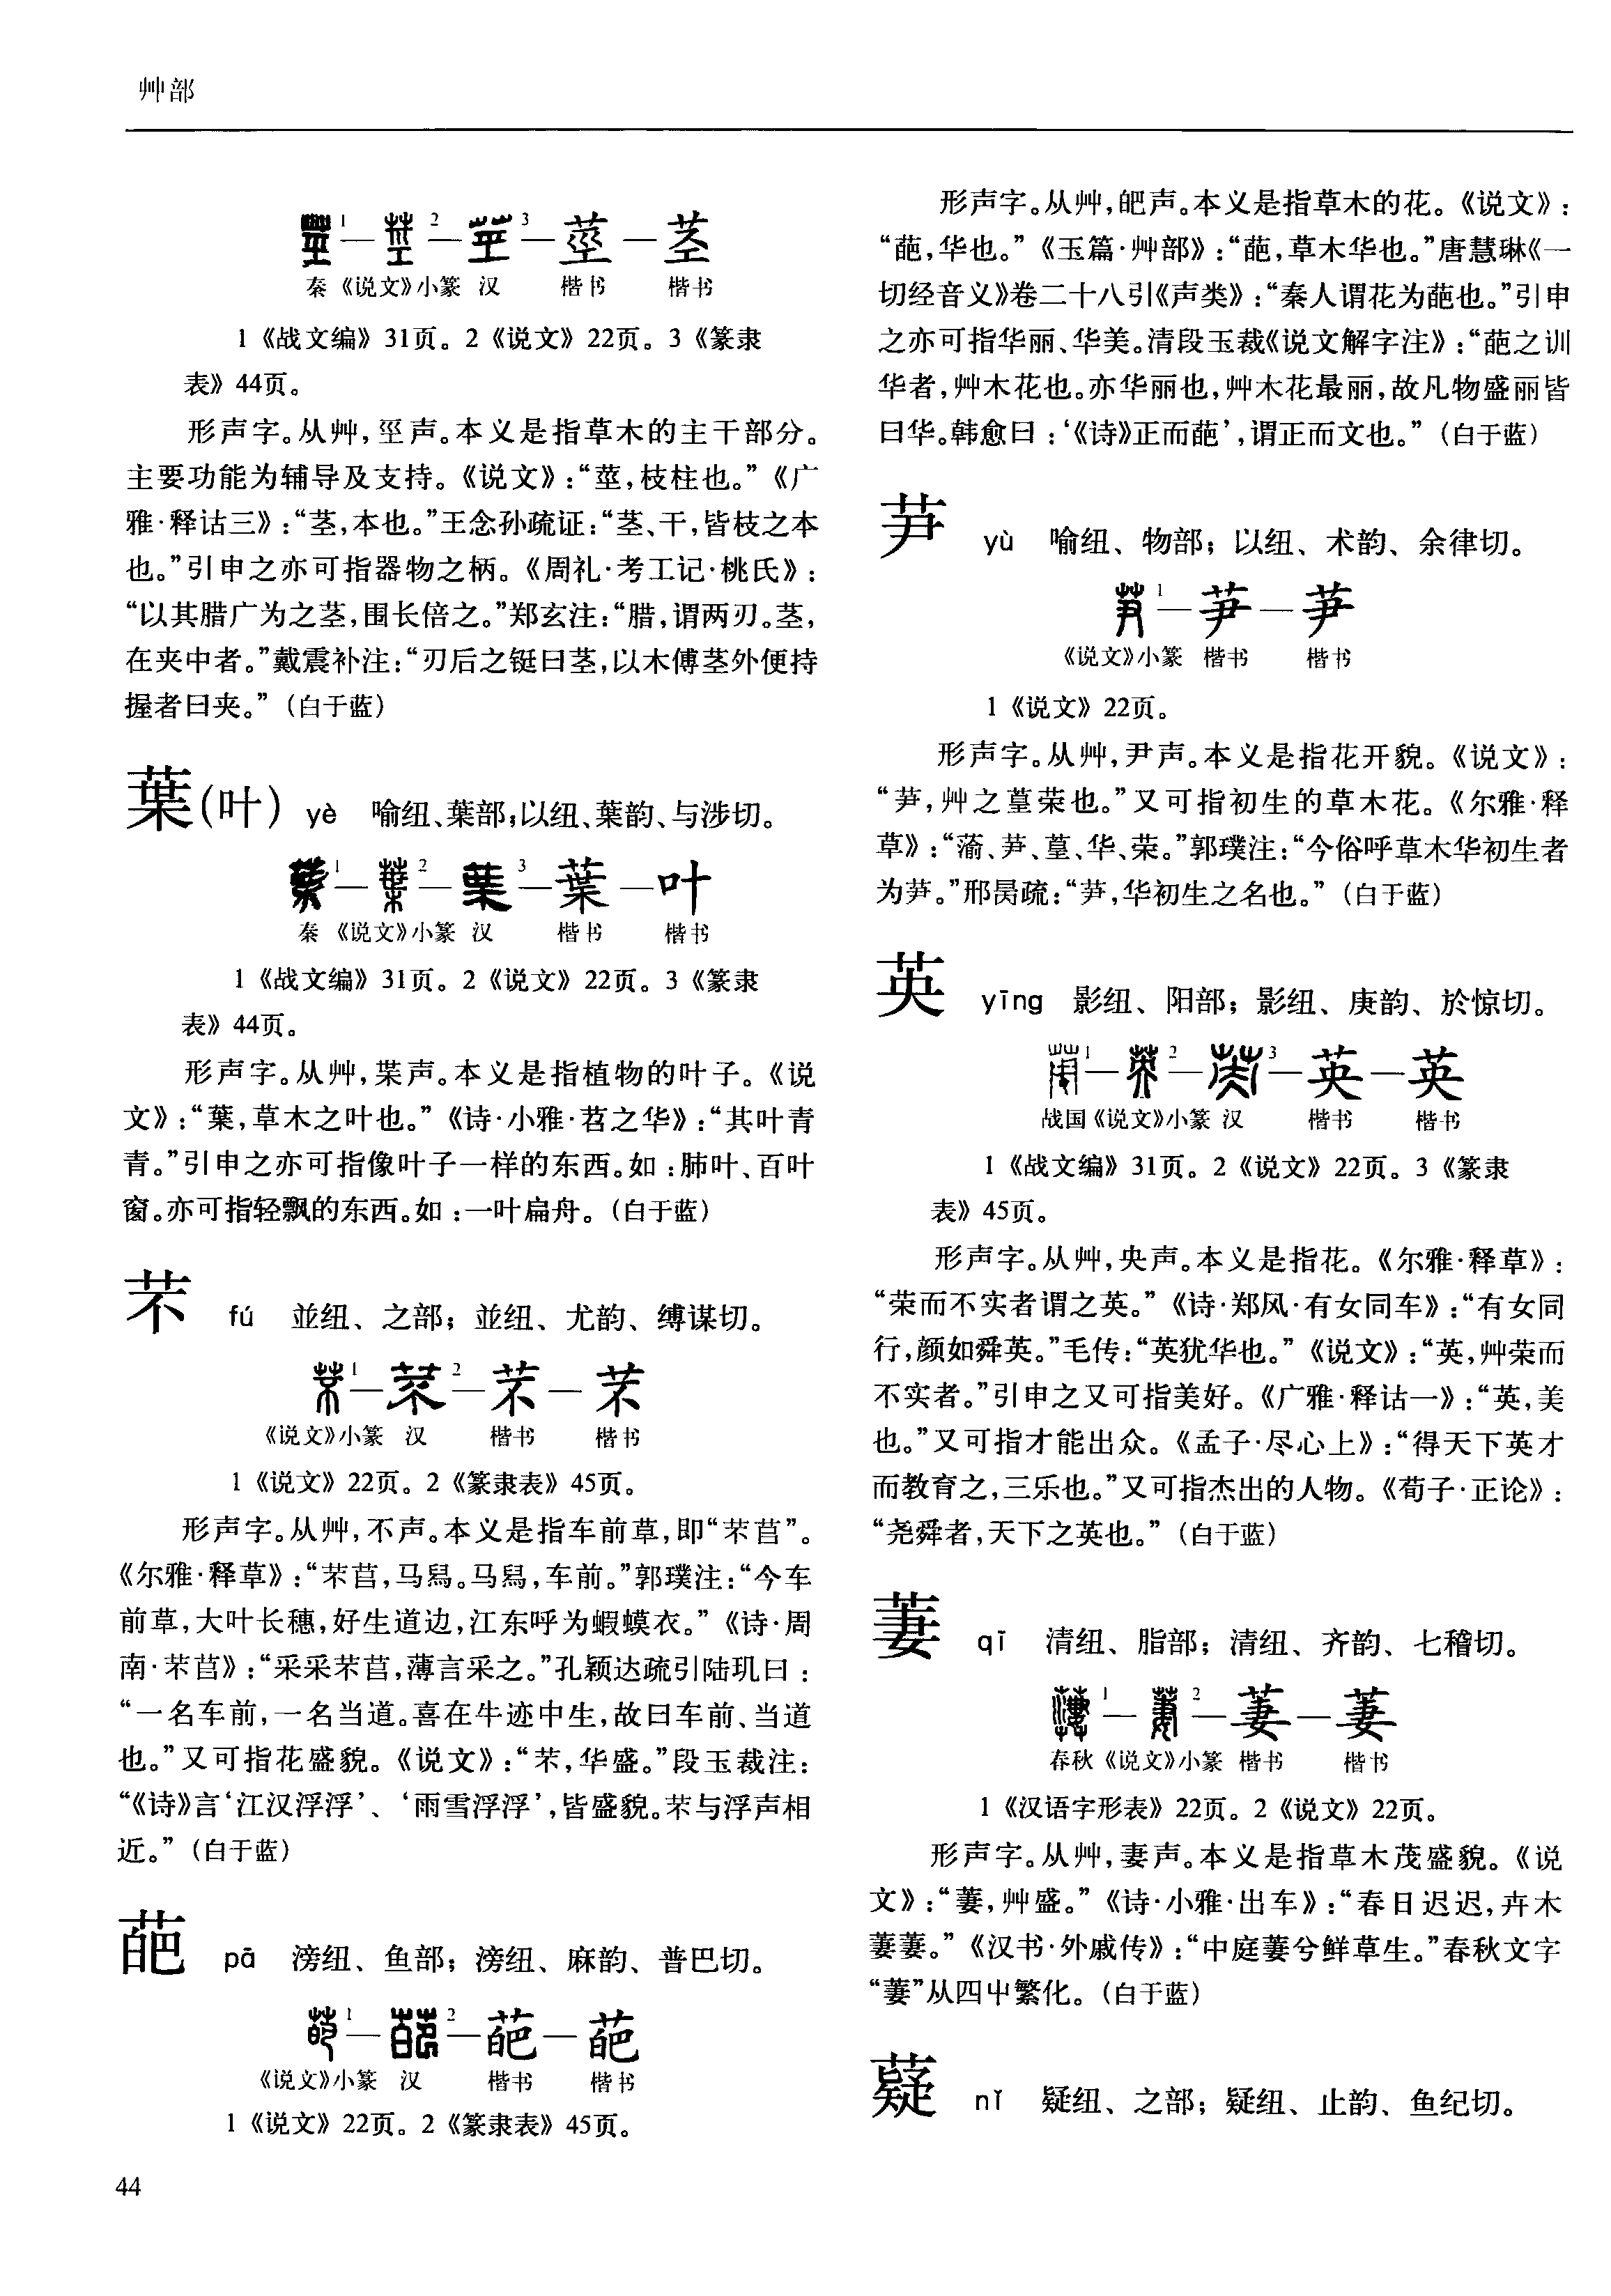 艸部
1—2—3—莖—茎
秦 《说文》小篆 汉 楷书 楷书
1《战文编》31页。2《说文》22页。3《篆隶
表》44页。
形声字。从艸,巠声。本义是指草木的主干部分。
主要功能为辅导及支持。《说文》:“莖,枝柱也。”《广
雅·释诂三》:“茎,本也。”王念孙疏证:“茎、干,皆枝之本
也。”引申之亦可指器物之柄。《周礼·考工记·桃氏》:
“以其腊广为之茎,围长倍之。”郑玄注:“腊,谓两刃。茎,
在夹中者。”戴震补注:“刃后之铤曰茎,以木傅茎外便持
握者曰夹。”(白于蓝)
葉(叶) yè 喻纽、葉部;以纽、葉韵、与涉切。
1—2—3—葉—叶
秦 《说文》小篆 汉 楷书 楷书
1《战文编》31页。2《说文》22页。3《篆隶
表》44页。
形声字。从艸,枼声。本义是指植物的叶子。《说
文》:“葉,草木之叶也。”《诗·小雅·苕之华》:“其叶青
青。”引申之亦可指像叶子一样的东西。如:肺叶、百叶
窗。亦可指轻飘的东西。如:一叶扁舟。(白于蓝)
芣 fú 並纽、之部;並纽、尤韵、缚谋切。
1—2—芣—芣
《说文》小篆 汉 楷书 楷书
1《说文》22页。2《篆隶表》45页。
形声字。从艸,不声。本义是指车前草,即“芣苢”。
《尔雅·释草》:“芣苢,马舄。马舄,车前。”郭璞注:“今车
前草,大叶长穗,好生道边,江东呼为蝦蟆衣。”《诗·周
南·芣苢》:“采采芣苢,薄言采之。”孔颖达疏引陆玑曰:
“一名车前,一名当道。喜在牛迹中生,故曰车前、当道
也。”又可指花盛貌。《说文》:“芣,华盛。”段玉裁注:
“《诗》言‘江汉浮浮’、‘雨雪浮浮’,皆盛貌。芣与浮声相
近。”(白于蓝)
葩 pā 滂纽、鱼部;滂纽、麻韵、普巴切。
1—2—葩—葩
《说文》小篆 汉 楷书 楷书
1《说文》22页。2《篆隶表》45页。
44
形声字。从艸,皅声。本义是指草木的花。《说文》:
“葩,华也。”《玉篇·艸部》:“葩,草木华也。”唐慧琳《一
切经音义》卷二十八引《声类》:“秦人谓花为葩也。”引申
之亦可指华丽、华美。清段玉裁《说文解字注》:“葩之训
华者,艸木花也。亦华丽也,艸木花最丽,故凡物盛丽皆
曰华。韩愈曰:‘《诗》正而葩’,谓正而文也。”(白于蓝)
芛 yù 喻纽、物部;以纽、术韵、余律切。
1—芛—芛
《说文》小篆 楷书 楷书
1《说文》22页。
形声字。从艸,尹声。本义是指花开貌。《说文》:
“芛,艸之葟荣也。”又可指初生的草木花。《尔雅·释
草》:“蕍、芛、葟、华、荣。”郭璞注:“今俗呼草木华初生者
为芛。”邢昺疏:“芛,华初生之名也。”(白于蓝)
英 yīng 影纽、阳部;影纽、庚韵、於惊切。
1—2—3—英—英
战国《说文》小篆 汉 楷书 楷书
1《战文编》31页。2《说文》22页。3《篆隶
表》45页。
形声字。从艸,央声。本义是指花。《尔雅·释草》:
“荣而不实者谓之英。”《诗·郑风·有女同车》:“有女同
行,颜如舜英。”毛传:“英犹华也。”《说文》:“英,艸荣而
不实者。”引申之又可指美好。《广雅·释诂一》:“英,美
也。”又可指才能出众。《孟子·尽心上》:“得天下英才
而教育之,三乐也。”又可指杰出的人物。《荀子·正论》:
“尧舜者,天下之英也。”(白于蓝)
萋 qī 清纽、脂部;清纽、齐韵、七稽切。
1—2—萋—萋
春秋《说文》小篆 楷书 楷书
1《汉语字形表》22页。2《说文》22页。
形声字。从艸,妻声。本义是指草木茂盛貌。《说
文》:“萋,艸盛。”《诗·小雅·出车》:“春日迟迟,卉木
萋萋。”《汉书·外戚传》:“中庭萋兮鲜草生。”春秋文字
“萋”从四屮繁化。(白于蓝)
薿 nǐ 疑纽、之部;疑纽、止韵、鱼纪切。